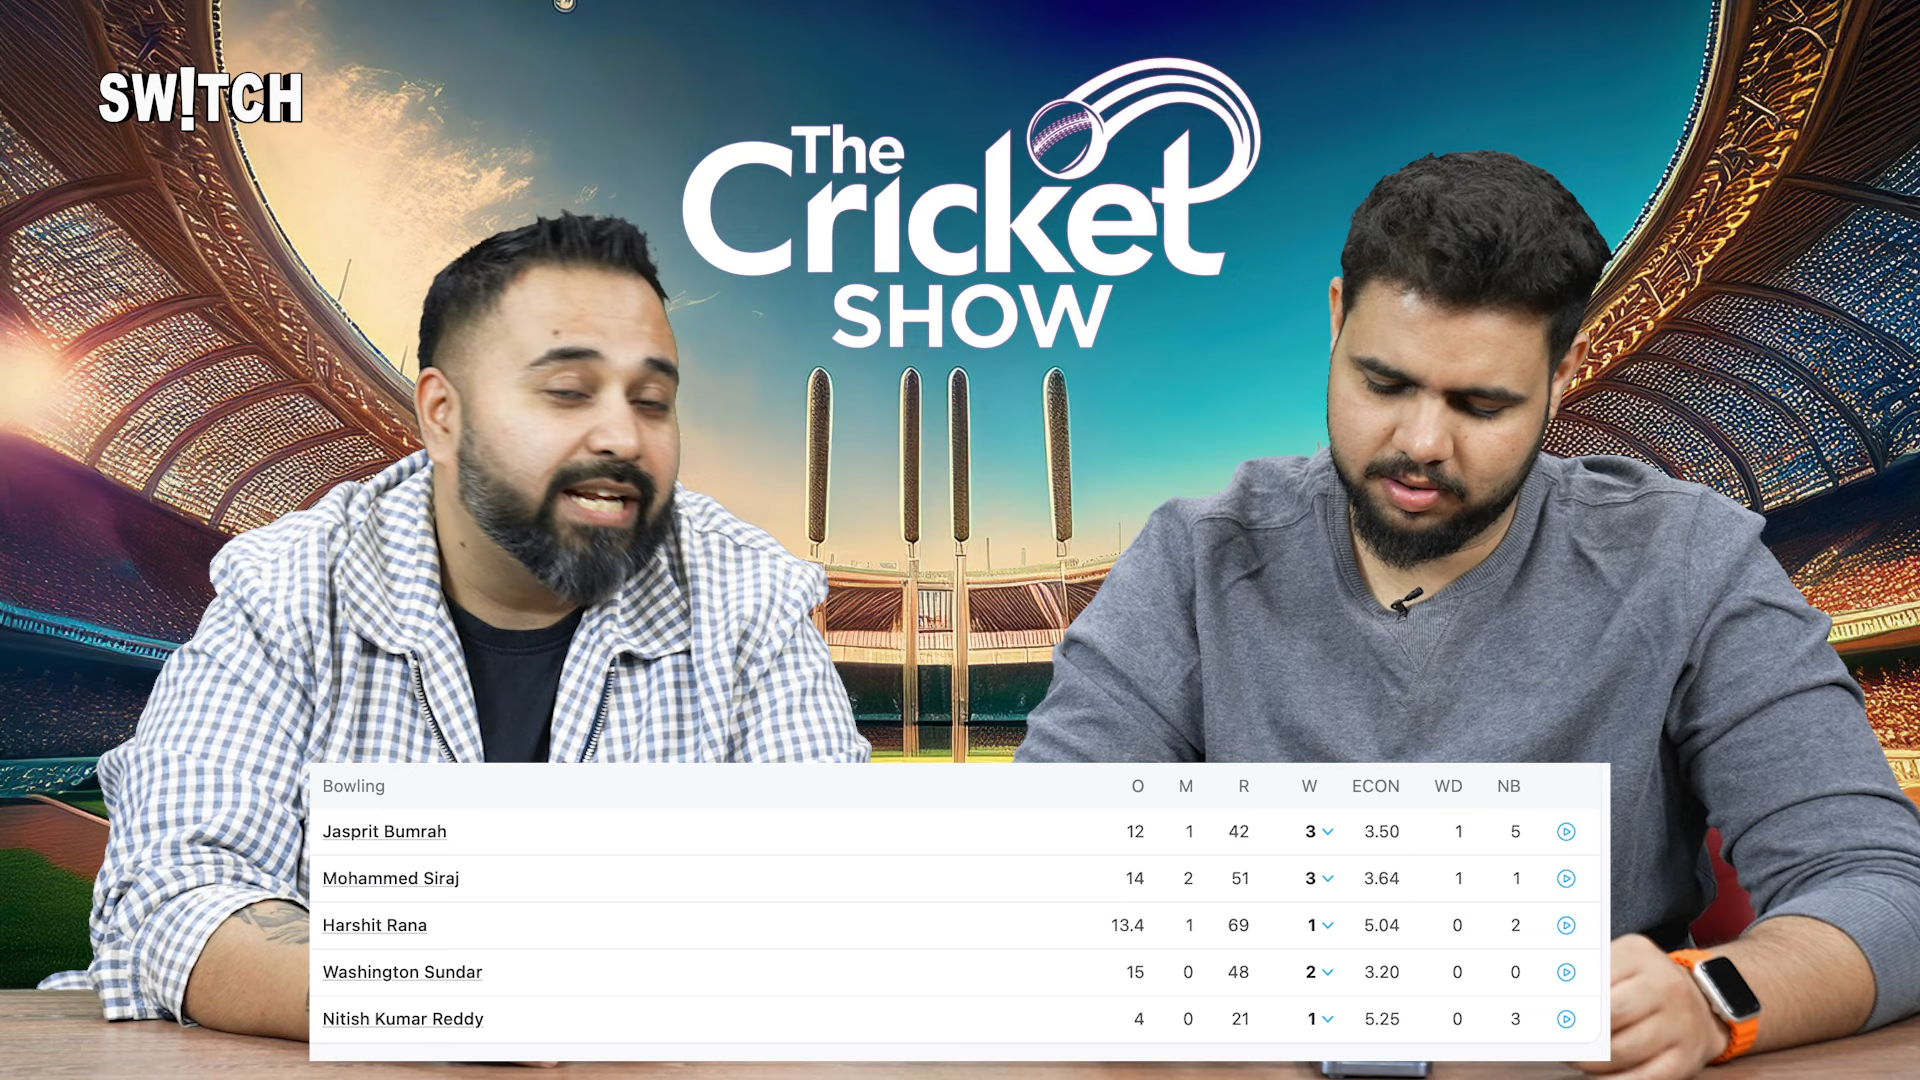 SW!TCH
The
Cricket
SHOW
Bowling O M R W ECON WD NB
Jasprit Bumrah 12 1 42 3 3.50 1 5
Mohammed Siraj 14 2 51 3 3.64 1 1
Harshit Rana 13.4 1 69 1 5.04 0 2
Washington Sundar 15 0 48 2 3.20 0 0
Nitish Kumar Reddy 4 0 21 1 5.25 0 3